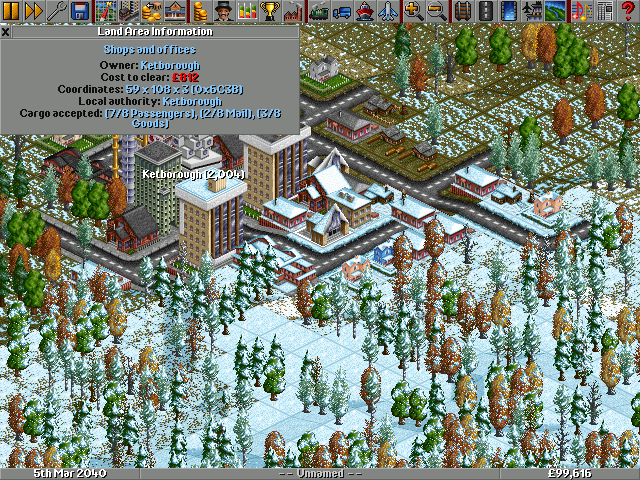 Land Area Information
Shops and offices
Owner: Ketborough
Cost to clear: £812
Coordinates: 59 x 108 x 3 (0x6C3B)
Local authority: Ketborough
Cargo accepted: (7/8 Passengers), (2/8 Mail), (3/8
Goods)
Ketborough (2,004)
5th Mar 2040
-- Unnamed --
£99,616